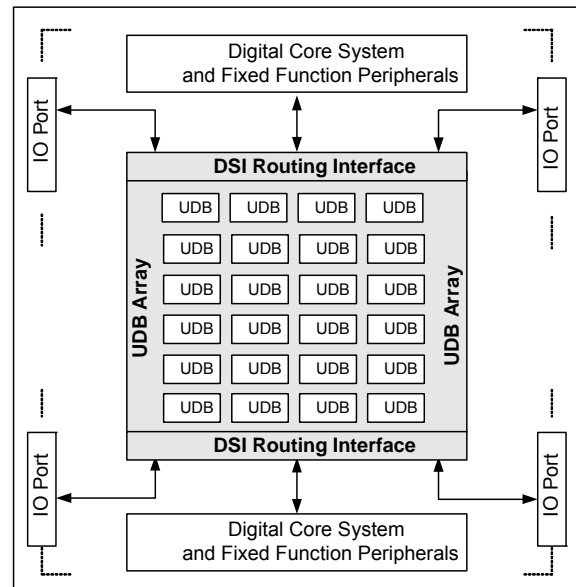 Digital Core System
and Fixed Function Peripherals
IO Port
IO Port
DSI Routing Interface
UDB Array
UDB UDB UDB UDB
UDB UDB UDB UDB
UDB UDB UDB UDB
UDB UDB UDB UDB
UDB UDB UDB UDB
UDB UDB UDB UDB
UDB Array
DSI Routing Interface
IO Port
IO Port
Digital Core System
and Fixed Function Peripherals